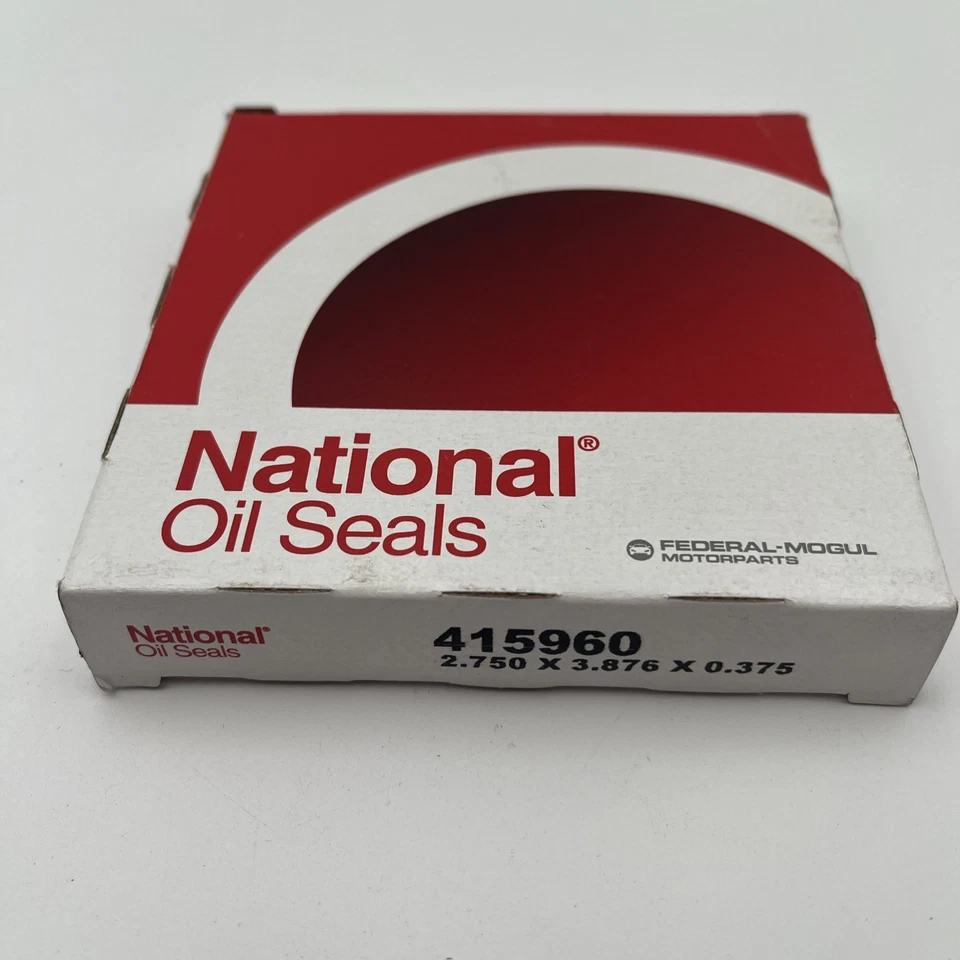 National®
Oil Seals
FEDERAL-MOGUL
MOTORPARTS
National®
Oil Seals
415960
2.750 X 3.876 X 0.375